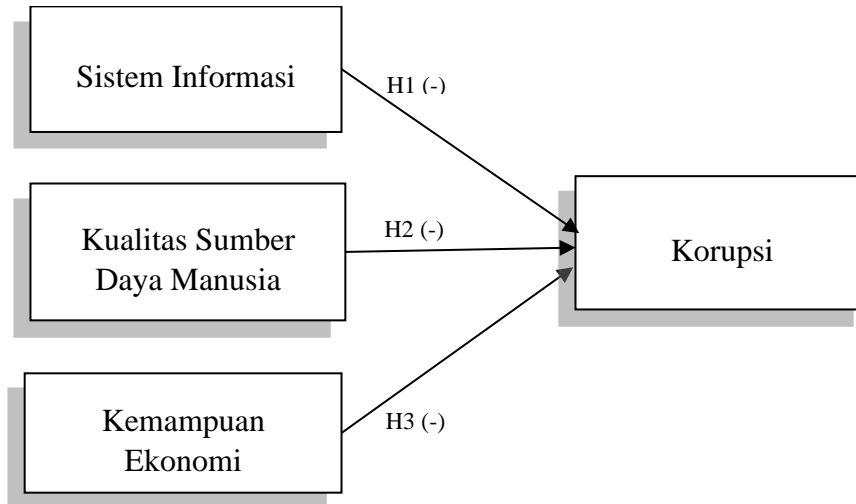 Sistem Informasi
H1 (-)
Kualitas Sumber
Daya Manusia
H2 (-)
Korupsi
Kemampuan
Ekonomi
H3 (-)